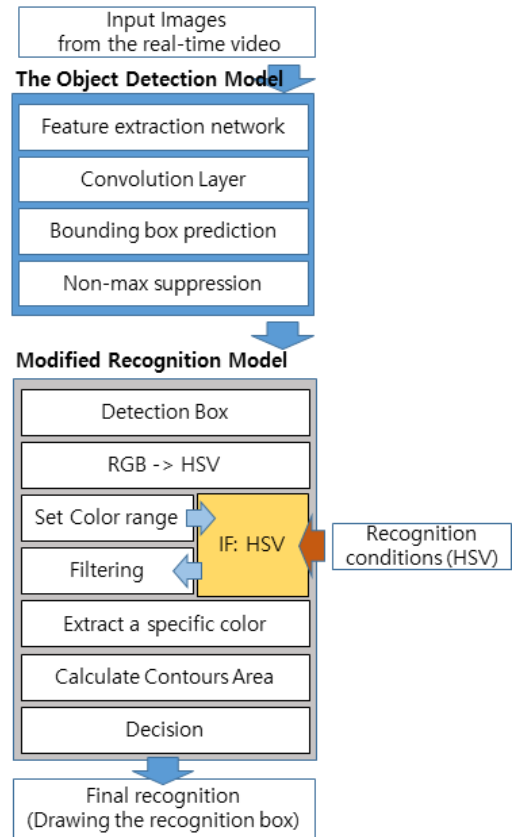 Input Images
from the real-time video
The Object Detection Model
Feature extraction network
Convolution Layer
Bounding box prediction
Non-max suppression
Modified Recognition Model
Detection Box
RGB -> HSV
Set Color range
IF: HSV
Filtering
Recognition
conditions (HSV)
Extract a specific color
Calculate Contours Area
Decision
Final recognition
(Drawing the recognition box)